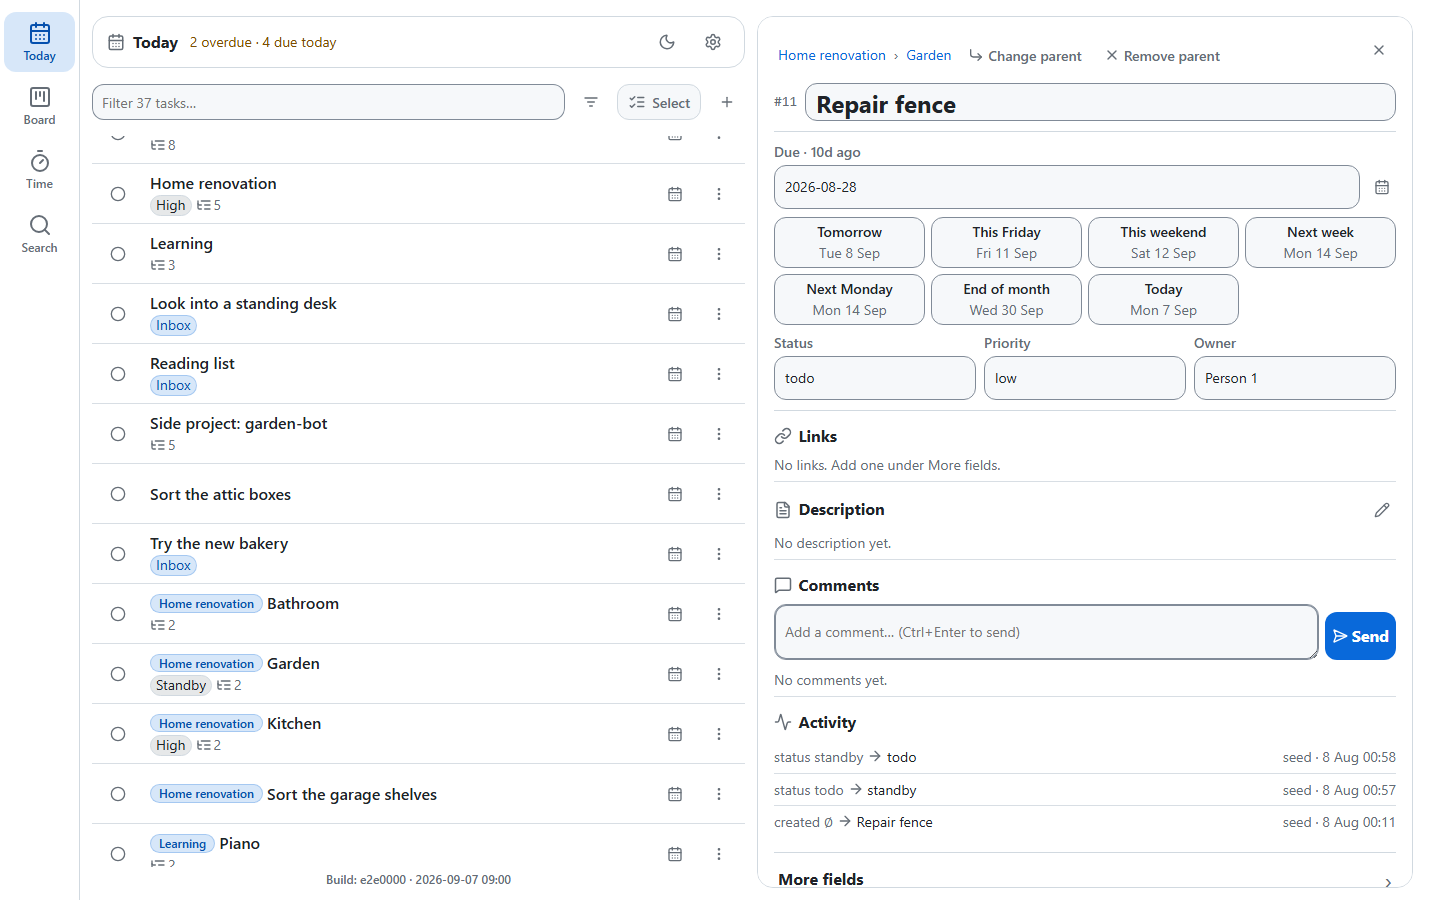 Today
Board
Time
Search
Today 2 overdue · 4 due today
Filter 37 tasks...
Select
8
Home renovation
High 5
Learning
3
Look into a standing desk
Inbox
Reading list
Inbox
Side project: garden-bot
5
Sort the attic boxes
Try the new bakery
Inbox
Home renovation Bathroom
2
Home renovation Garden
Standby 2
Home renovation Kitchen
High 2
Home renovation Sort the garage shelves
Learning Piano
2
Build: e2e0000 · 2026-09-07 09:00
Home renovation › Garden Change parent Remove parent
#11 Repair fence
Due · 10d ago
2026-08-28
Tomorrow
Tue 8 Sep
This Friday
Fri 11 Sep
This weekend
Sat 12 Sep
Next week
Mon 14 Sep
Next Monday
Mon 14 Sep
End of month
Wed 30 Sep
Today
Mon 7 Sep
Status
todo
Priority
low
Owner
Person 1
Links
No links. Add one under More fields.
Description
No description yet.
Comments
Add a comment... (Ctrl+Enter to send)
Send
No comments yet.
Activity
status standby → todo seed · 8 Aug 00:58
status todo → standby seed · 8 Aug 00:57
created ∅ → Repair fence seed · 8 Aug 00:11
More fields